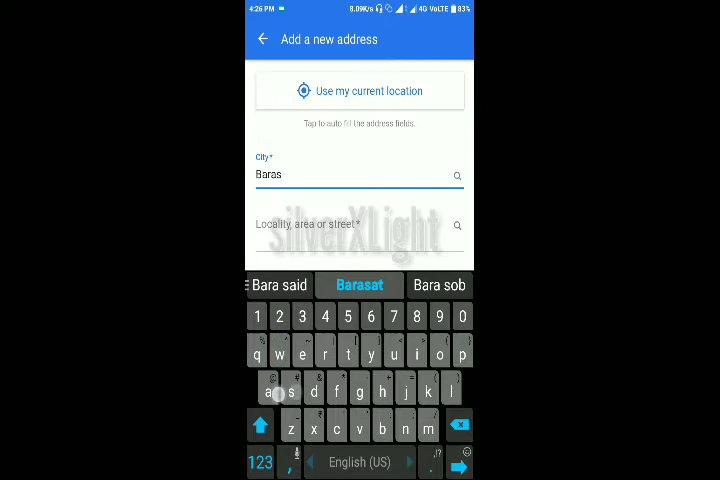 4:26 PM 8.09K/s 4G VoLTE 83%
Add a new address
Use my current location
Tap to auto fill the address fields.
City*
Baras
Locality, area or street*
silverXLight
Bara said Barasat Bara sob
1 2 3 4 5 6 7 8 9 0
q w e r t y u i o p
a s d f g h j k l
z x c v b n m
123 , English (US) . ,!?